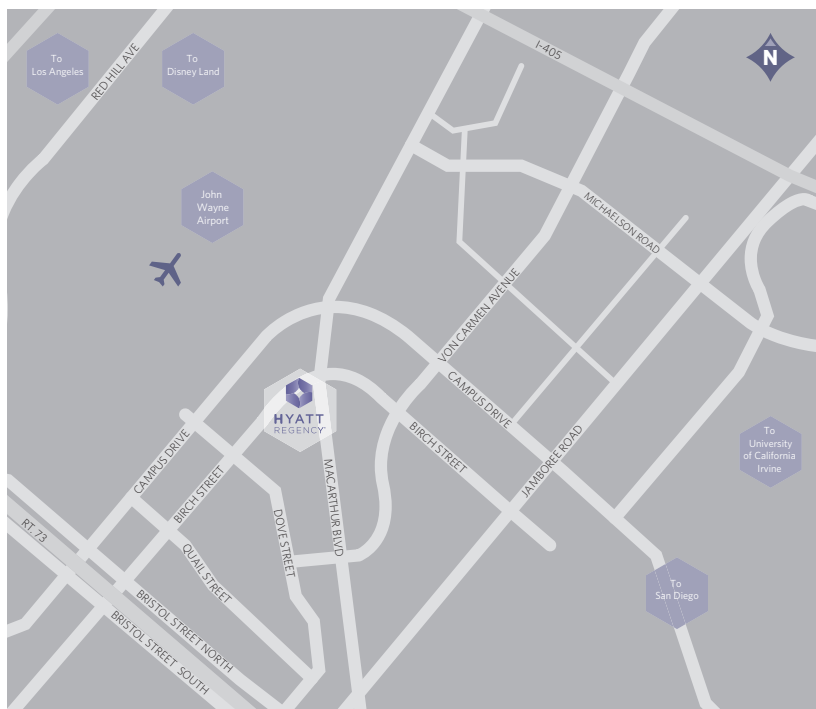 To
Los Angeles
RED HILL AVE
To
Disney Land
I-405
N
John
Wayne
Airport
MICHAELSON ROAD
VON CARMEN AVENUE
CAMPUS DRIVE
HYATT
REGENCY
BIRCH STREET
JAMBOREE ROAD
To
University
of California
Irvine
CAMPUS DRIVE
BIRCH STREET
MACARTHUR BLVD
DOVE STREET
RT. 73
QUAIL STREET
To
San Diego
BRISTOL STREET NORTH
BRISTOL STREET SOUTH